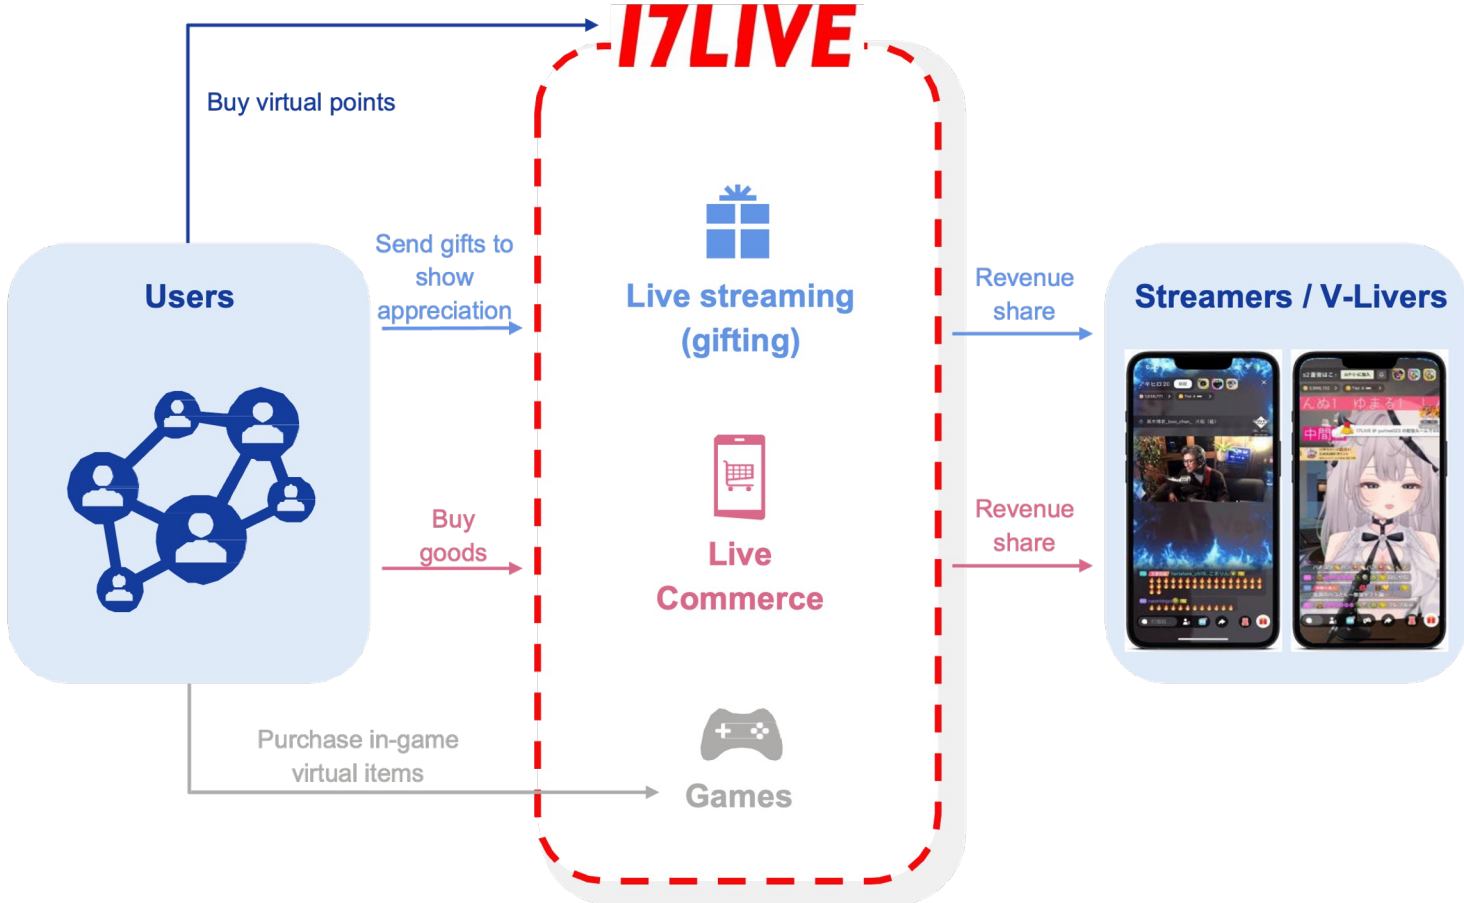 17LIVE
Buy virtual points
Users
Send gifts to
show
appreciation
Live streaming
(gifting)
Revenue
share
Streamers / V-Livers
Buy
goods
Live
Commerce
Revenue
share
Purchase in-game
virtual items
Games